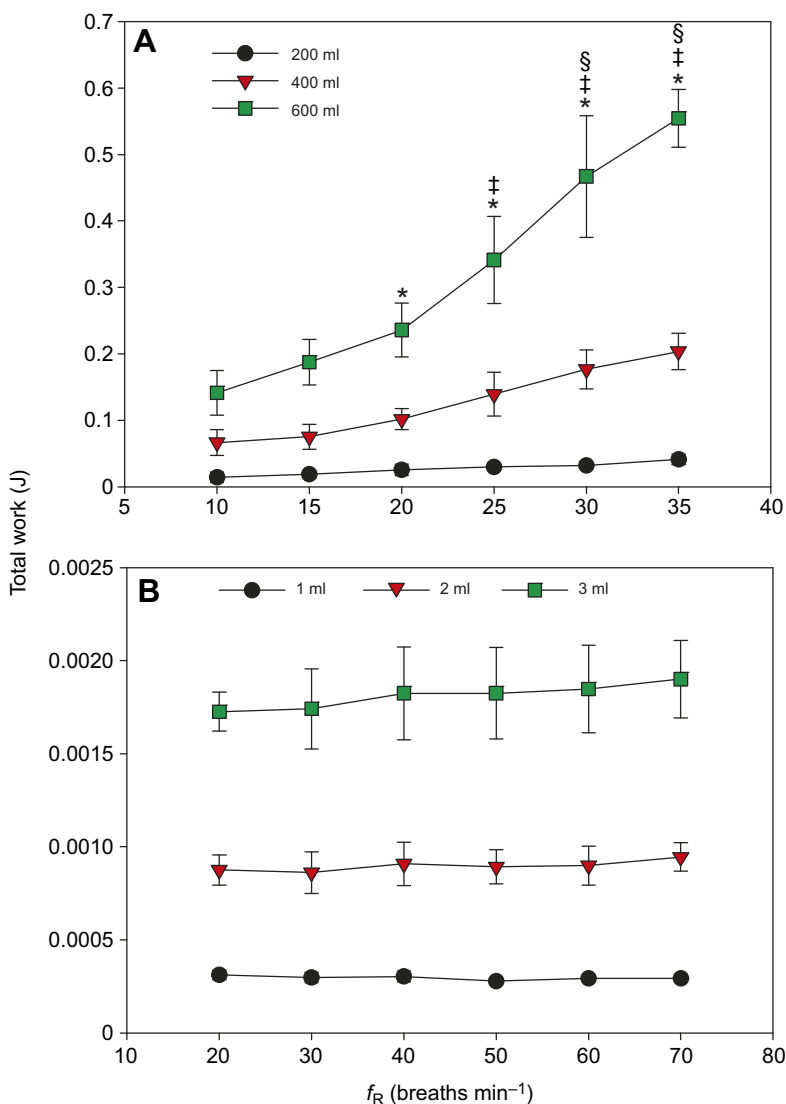 A
200 ml
400 ml
600 ml
0.7
0.6
0.5
0.4
0.3
0.2
0.1
0
§
‡
*
§
‡
*
‡
*
*
5 10 15 20 25 30 35 40
Total work (J)
B
1 ml 2 ml 3 ml
0.0025
0.0020
0.0015
0.0010
0.0005
0
10 20 30 40 50 60 70 80
fR (breaths min–1)